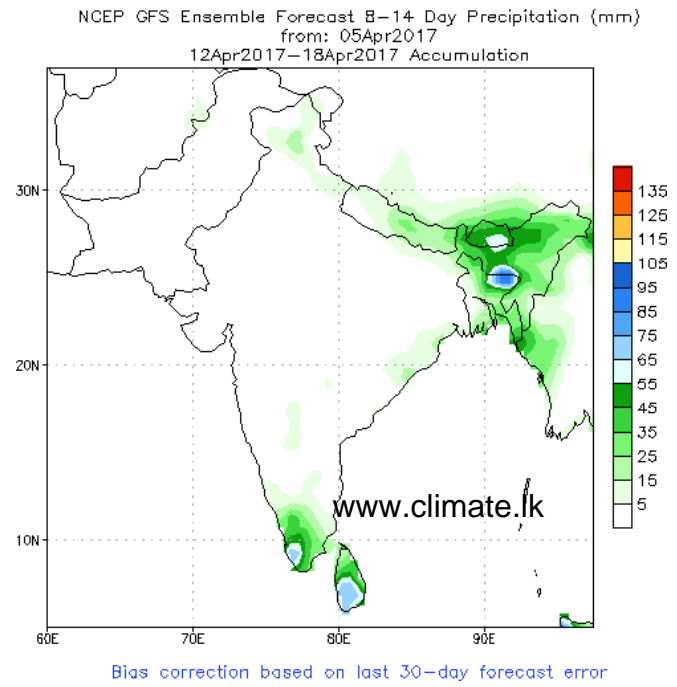 NCEP GFS Ensemble Forecast 8-14 Day Precipitation (mm)
from: 05Apr2017
12Apr2017-18Apr2017 Accumulation
30N
20N
10N
60E 70E 80E 90E
135
125
115
105
95
85
75
65
55
45
35
25
15
5
www.climate.lk
Bias correction based on last 30-day forecast error